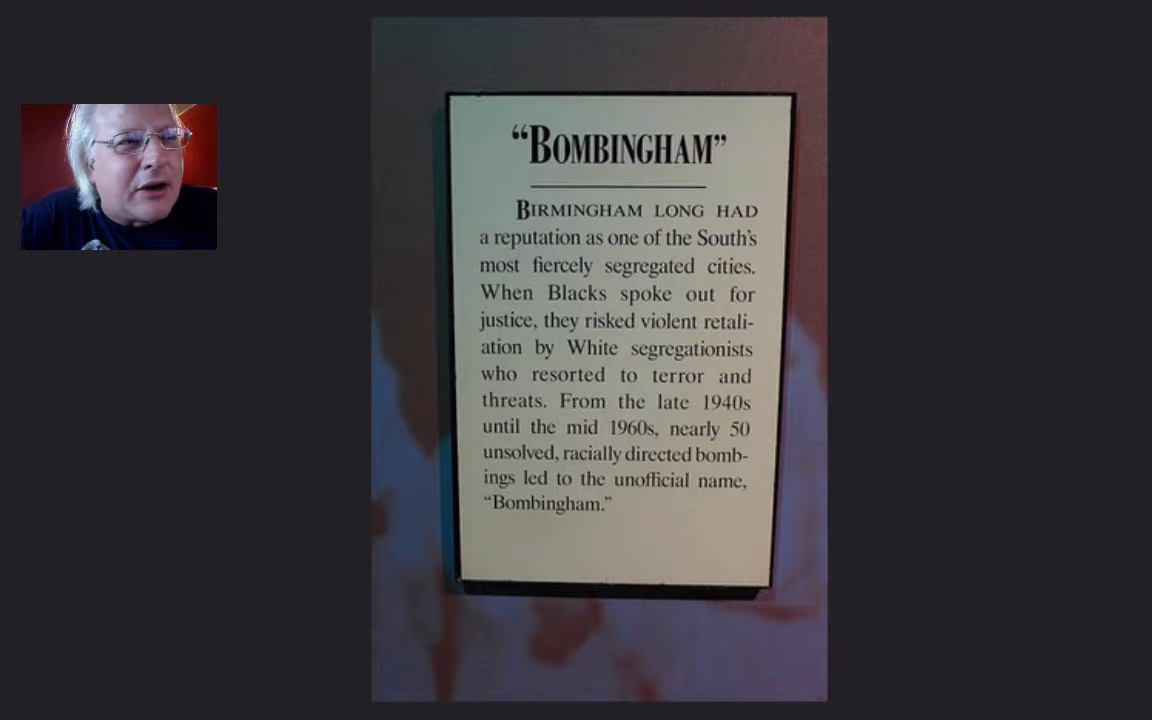 “BOMBINGHAM”
BIRMINGHAM LONG HAD
a reputation as one of the South's
most fiercely segregated cities.
When Blacks spoke out for
justice, they risked violent retali-
ation by White segregationists
who resorted to terror and
threats. From the late 1940s
until the mid 1960s, nearly 50
unsolved, racially directed bomb-
ings led to the unofficial name,
“Bombingham.”